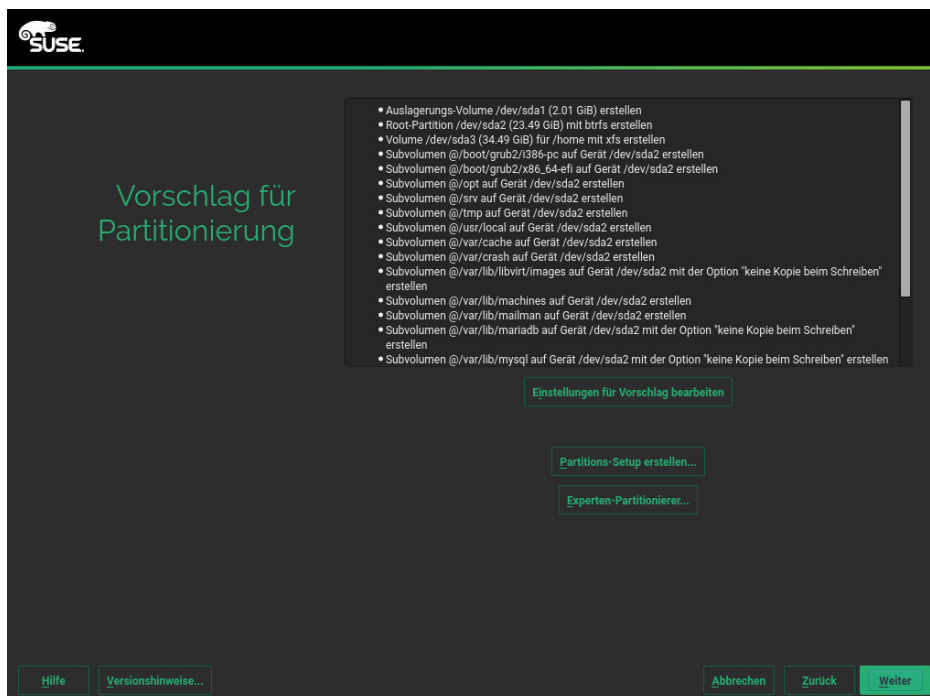 SUSE.
Vorschlag für
Partitionierung
• Auslagerungs-Volume /dev/sda1 (2.01 GiB) erstellen
• Root-Partition /dev/sda2 (23.49 GiB) mit btrfs erstellen
• Volume /dev/sda3 (34.49 GiB) für /home mit xfs erstellen
• Subvolumen @/boot/grub2/i386-pc auf Gerät /dev/sda2 erstellen
• Subvolumen @/boot/grub2/x86_64-efi auf Gerät /dev/sda2 erstellen
• Subvolumen @/opt auf Gerät /dev/sda2 erstellen
• Subvolumen @/srv auf Gerät /dev/sda2 erstellen
• Subvolumen @/tmp auf Gerät /dev/sda2 erstellen
• Subvolumen @/usr/local auf Gerät /dev/sda2 erstellen
• Subvolumen @/var/cache auf Gerät /dev/sda2 erstellen
• Subvolumen @/var/crash auf Gerät /dev/sda2 erstellen
• Subvolumen @/var/lib/libvirt/images auf Gerät /dev/sda2 mit der Option "keine Kopie beim Schreiben"
erstellen
• Subvolumen @/var/lib/machines auf Gerät /dev/sda2 erstellen
• Subvolumen @/var/lib/mailman auf Gerät /dev/sda2 erstellen
• Subvolumen @/var/lib/mariadb auf Gerät /dev/sda2 mit der Option "keine Kopie beim Schreiben"
erstellen
• Subvolumen @/var/lib/mysql auf Gerät /dev/sda2 mit der Option "keine Kopie beim Schreiben" erstellen
Einstellungen für Vorschlag bearbeiten
Partitions-Setup erstellen...
Experten-Partitionierer...
Hilfe
Versionshinweise...
Abbrechen
Zurück
Weiter